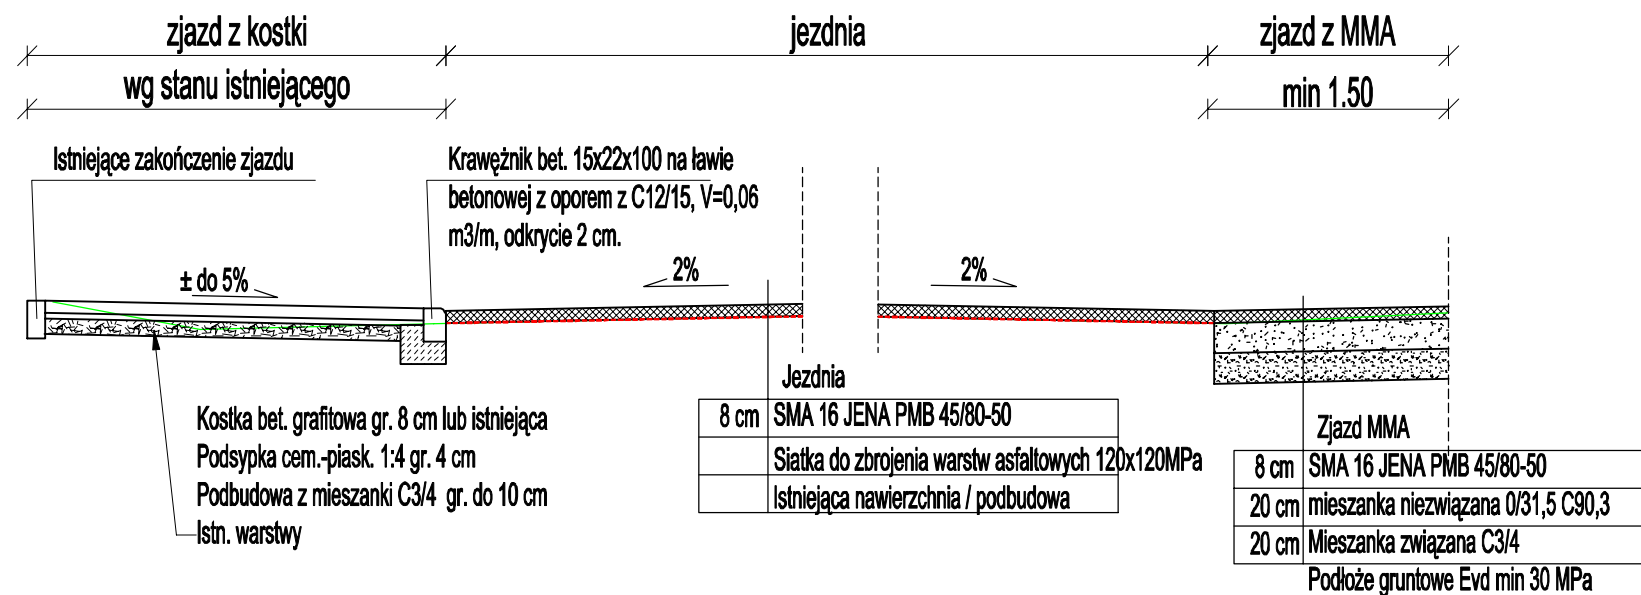 zjazd z kostki
jezdnia
zjazd z MMA
wg stanu istniejącego
min 1.50
Istniejące zakończenie zjazdu
Krawężnik bet. 15x22x100 na ławie
betonowej z oporem z C12/15, V=0,06
m3/m, odkrycie 2 cm.
± do 5%
2%
2%
Kostka bet. grafitowa gr. 8 cm lub istniejąca
Podsypka cem.-piask. 1:4 gr. 4 cm
Podbudowa z mieszanki C3/4 gr. do 10 cm
Istn. warstwy
Jezdnia
8 cm SMA 16 JENA PMB 45/80-50
Siatka do zbrojenia warstw asfaltowych 120x120MPa
Istniejąca nawierzchnia / podbudowa
Zjazd MMA
8 cm SMA 16 JENA PMB 45/80-50
20 cm mieszanka niezwiązana 0/31,5 C90,3
20 cm Mieszanka związana C3/4
Podłoże gruntowe Evd min 30 MPa